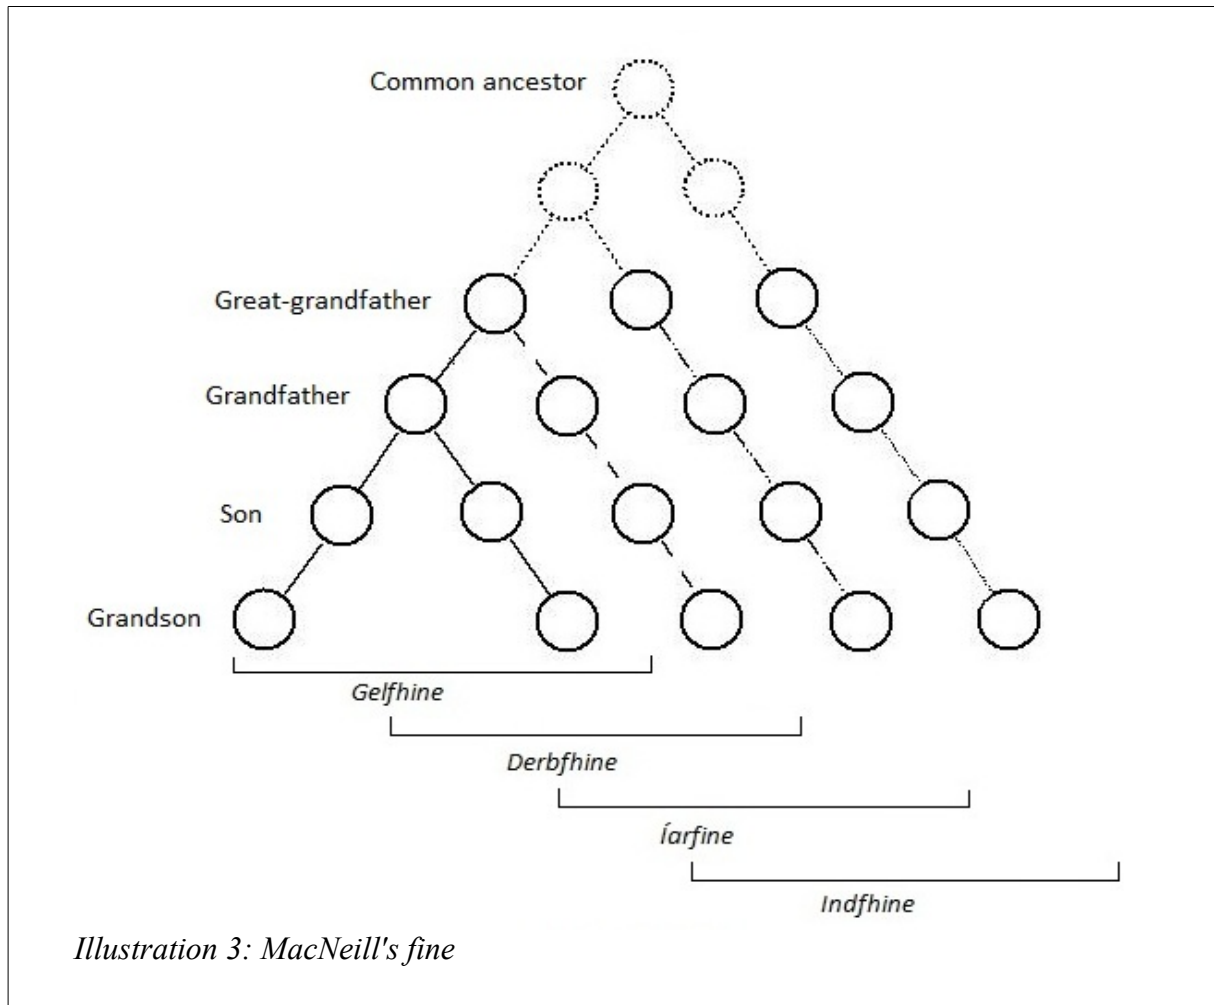 Common ancestor
Great-grandfather
Grandfather
Son
Grandson
Gelfhine
Derbfhine
Íarfine
Indfhine
Illustration 3: MacNeill's fine